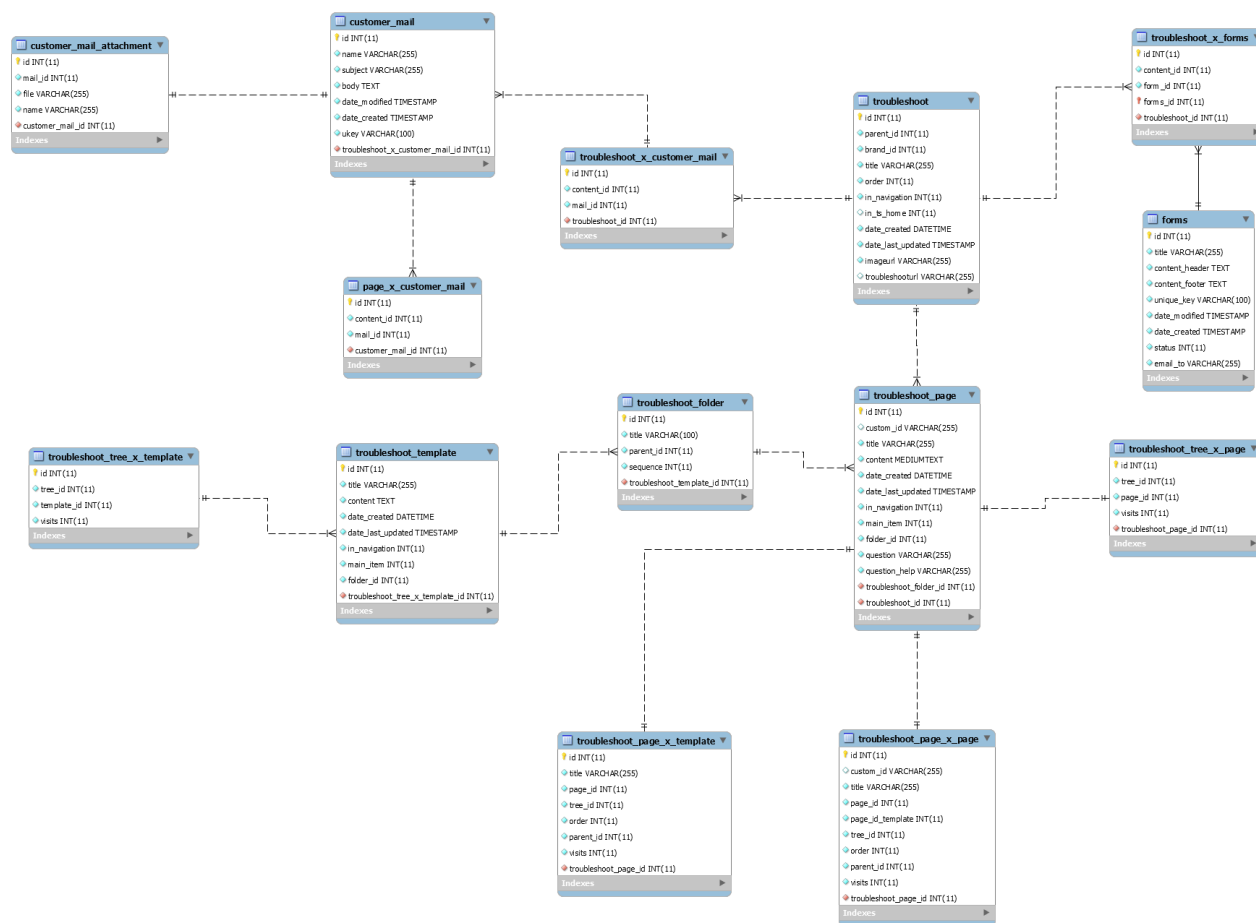 customer_mail_attachment
id INT(11)
mail_id INT(11)
file VARCHAR(255)
name VARCHAR(255)
customer_mail_id INT(11)
Indexes
customer_mail
id INT(11)
name VARCHAR(255)
subject VARCHAR(255)
body TEXT
date_modified TIMESTAMP
date_created TIMESTAMP
ukey VARCHAR(100)
troubleshoot_x_customer_mail_id INT(11)
Indexes
troubleshoot_x_customer_mail
id INT(11)
content_id INT(11)
mail_id INT(11)
troubleshoot_id INT(11)
Indexes
troubleshoot
id INT(11)
parent_id INT(11)
brand_id INT(11)
title VARCHAR(255)
order INT(11)
in_navigation INT(11)
in_ts_home INT(11)
date_created DATETIME
date_last_updated TIMESTAMP
imageurl VARCHAR(255)
troubleshooturl VARCHAR(255)
Indexes
troubleshoot_x_forms
id INT(11)
content_id INT(11)
form_id INT(11)
forms_id INT(11)
troubleshoot_id INT(11)
Indexes
forms
id INT(11)
title VARCHAR(255)
content_header TEXT
content_footer TEXT
unique_key VARCHAR(100)
date_modified TIMESTAMP
date_created TIMESTAMP
status INT(11)
email_to VARCHAR(255)
Indexes
page_x_customer_mail
id INT(11)
content_id INT(11)
mail_id INT(11)
customer_mail_id INT(11)
Indexes
troubleshoot_tree_x_template
id INT(11)
tree_id INT(11)
template_id INT(11)
visits INT(11)
Indexes
troubleshoot_template
id INT(11)
title VARCHAR(255)
content TEXT
date_created DATETIME
date_last_updated TIMESTAMP
in_navigation INT(11)
main_item INT(11)
folder_id INT(11)
troubleshoot_tree_x_template_id INT(11)
Indexes
troubleshoot_folder
id INT(11)
title VARCHAR(100)
parent_id INT(11)
sequence INT(11)
troubleshoot_template_id INT(11)
Indexes
troubleshoot_page
id INT(11)
custom_id VARCHAR(255)
title VARCHAR(255)
content MEDIUMTEXT
date_created DATETIME
date_last_updated TIMESTAMP
in_navigation INT(11)
main_item INT(11)
folder_id INT(11)
question VARCHAR(255)
question_help VARCHAR(255)
troubleshoot_folder_id INT(11)
troubleshoot_id INT(11)
Indexes
troubleshoot_tree_x_page
id INT(11)
tree_id INT(11)
page_id INT(11)
visits INT(11)
troubleshoot_page_id INT(11)
Indexes
troubleshoot_page_x_template
id INT(11)
title VARCHAR(255)
page_id INT(11)
tree_id INT(11)
order INT(11)
parent_id INT(11)
visits INT(11)
troubleshoot_page_id INT(11)
Indexes
troubleshoot_page_x_page
id INT(11)
custom_id VARCHAR(255)
title VARCHAR(255)
page_id INT(11)
page_id_template INT(11)
tree_id INT(11)
order INT(11)
parent_id INT(11)
visits INT(11)
troubleshoot_page_id INT(11)
Indexes